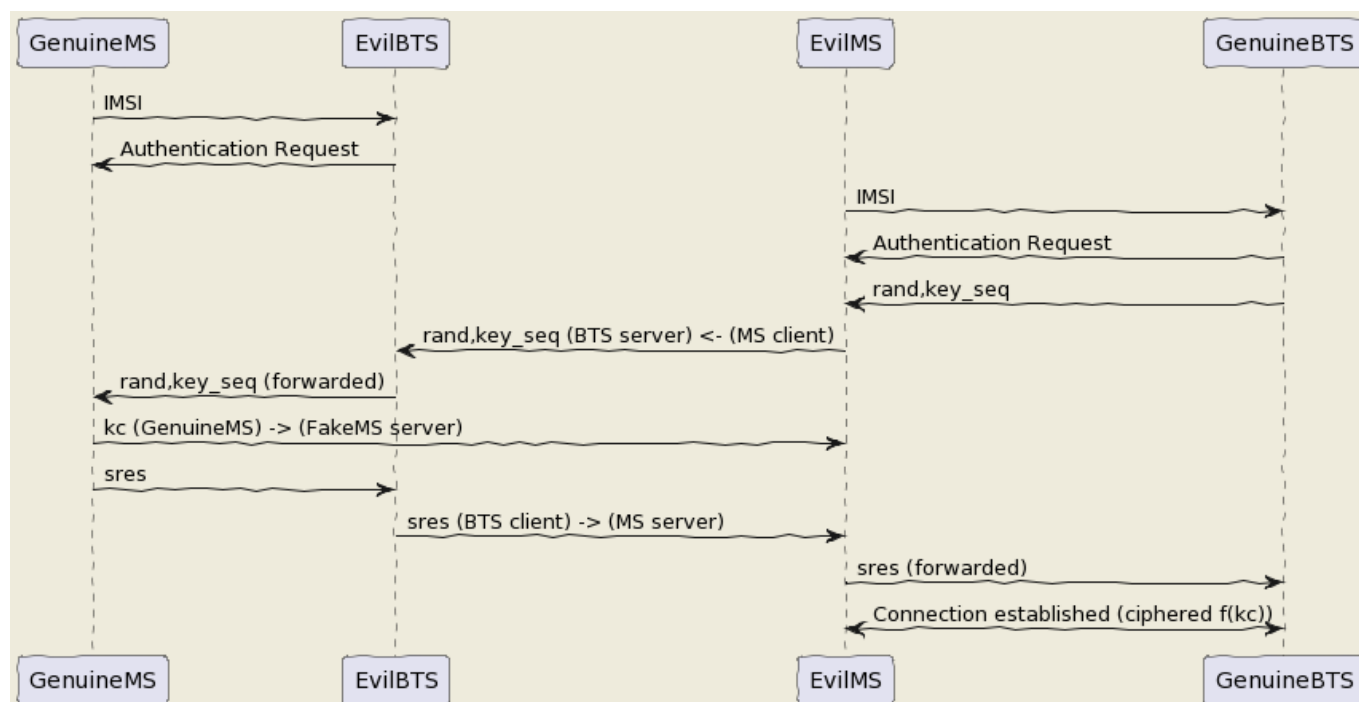 GenuineMS EvilBTS EvilMS GenuineBTS
IMSI
Authentication Request
IMSI
Authentication Request
rand,key_seq
rand,key_seq (BTS server) <- (MS client)
rand,key_seq (forwarded)
kc (GenuineMS) -> (FakeMS server)
sres
sres (BTS client) -> (MS server)
sres (forwarded)
Connection established (ciphered f(kc))
GenuineMS EvilBTS EvilMS GenuineBTS